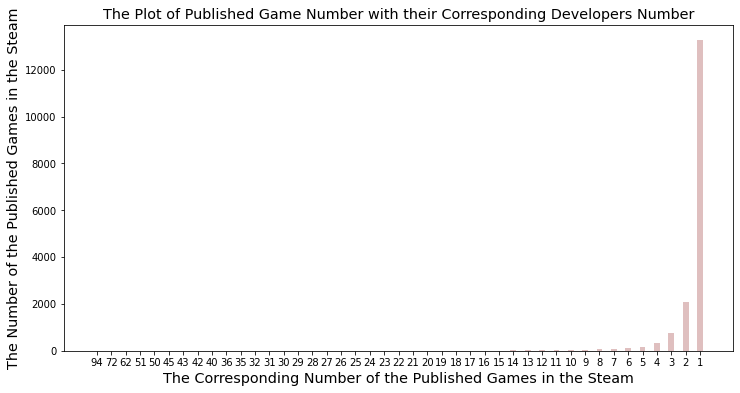 The Plot of Published Game Number with their Corresponding Developers Number
The Number of the Published Games in the Steam
12000
10000
8000
6000
4000
2000
0
94 72 62 51 50 45 43 42 40 36 35 32 31 30 29 28 27 26 24 23 22 21 20 19 18 17 16 15 14 13 12 11 10 9 8 7 6 5 4 3 2 1
The Corresponding Number of the Published Games in the Steam